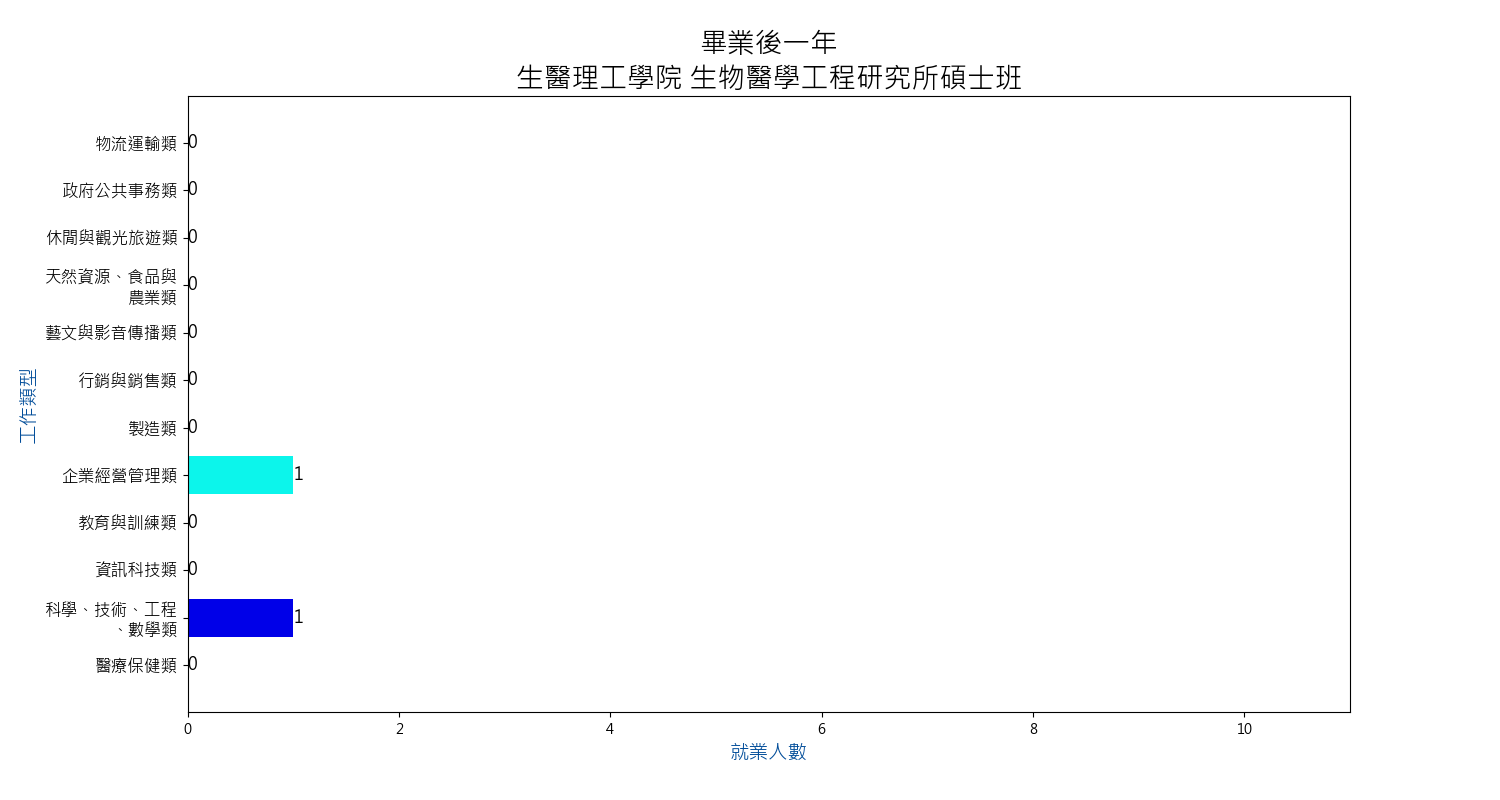 畢業後一年
生醫理工學院 生物醫學工程研究所碩士班
物流運輸類 0
政府公共事務類 0
休閒與觀光旅遊類 0
天然資源、食品與
農業類 0
藝文與影音傳播類 0
行銷與銷售類 0
製造類 0
企業經營管理類 1
教育與訓練類 0
資訊科技類 0
科學、技術、工程
、數學類 1
醫療保健類 0
工作類型
0 2 4 6 8 10
就業人數